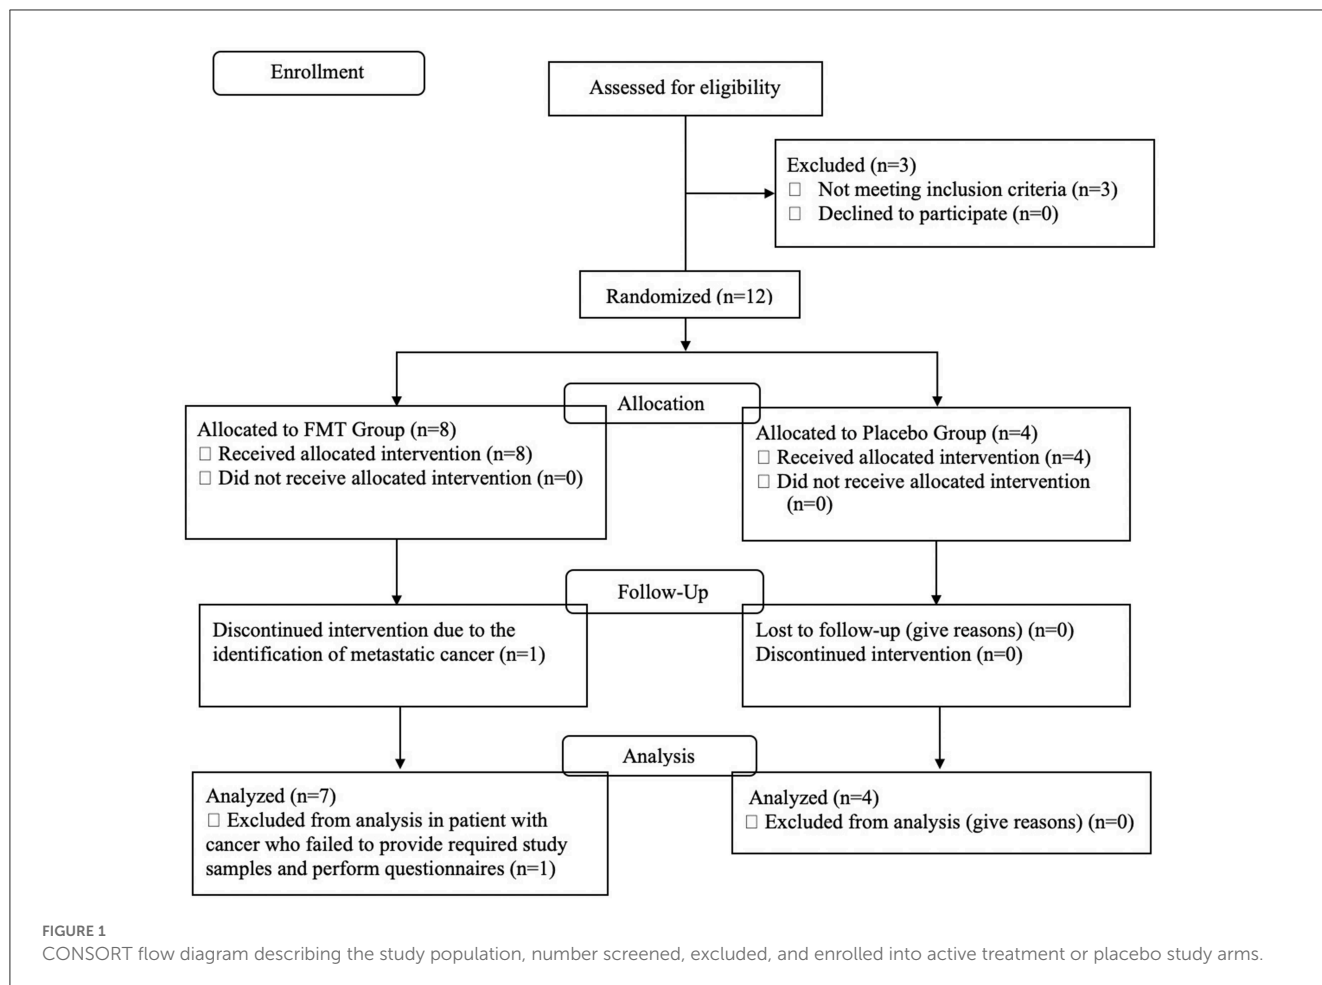 Enrollment
Assessed for eligibility
Excluded (n=3)
□ Not meeting inclusion criteria (n=3)
□ Declined to participate (n=0)
Randomized (n=12)
Allocation
Allocated to FMT Group (n=8)
□ Received allocated intervention (n=8)
□ Did not receive allocated intervention (n=0)
Allocated to Placebo Group (n=4)
□ Received allocated intervention (n=4)
□ Did not receive allocated intervention
(n=0)
Follow-Up
Discontinued intervention due to the
identification of metastatic cancer (n=1)
Lost to follow-up (give reasons) (n=0)
Discontinued intervention (n=0)
Analysis
Analyzed (n=7)
□ Excluded from analysis in patient with
cancer who failed to provide required study
samples and perform questionnaires (n=1)
Analyzed (n=4)
□ Excluded from analysis (give reasons) (n=0)
FIGURE 1
CONSORT flow diagram describing the study population, number screened, excluded, and enrolled into active treatment or placebo study arms.